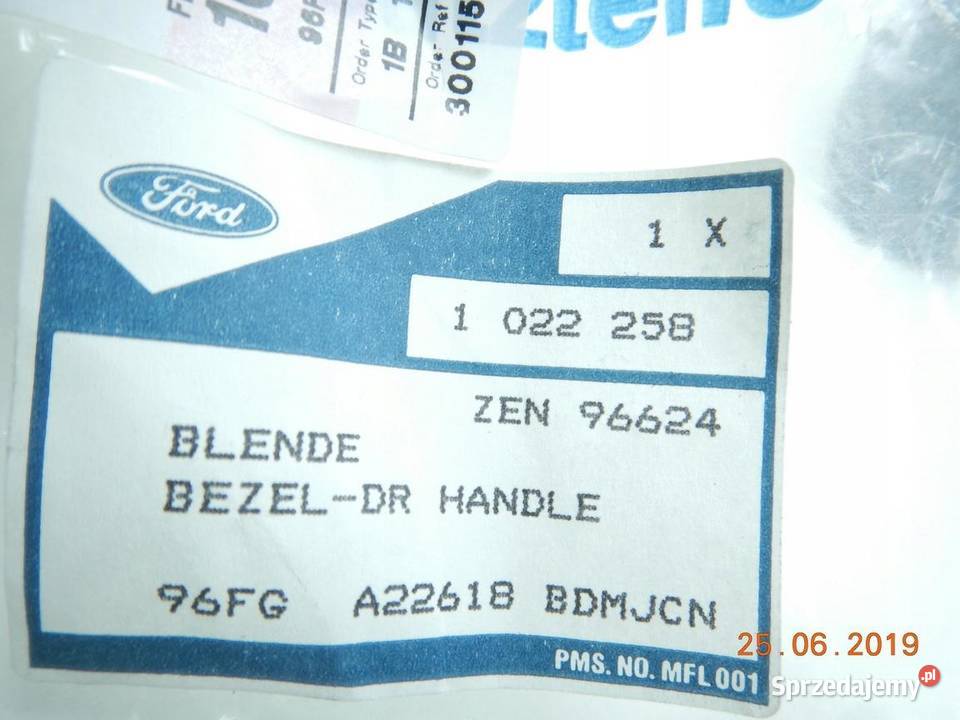 Order Type
1B
Order Ref
300115
Ford
1 X
1 022 258
ZEN 96624
BLENDE
BEZEL-DR HANDLE
96FG A22618 BDMJCN
PMS. NO. MFL 001
25.06.2019
Sprzedajemy.pl